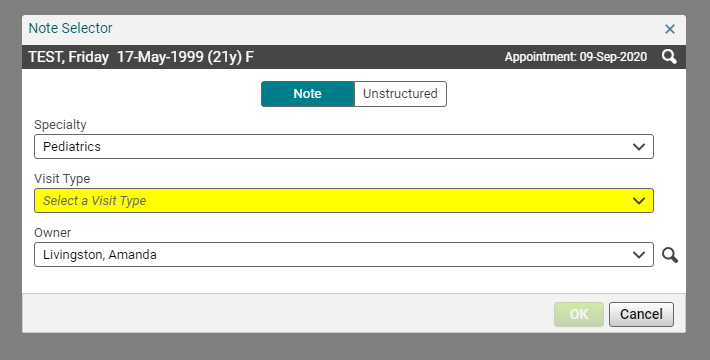 Note Selector
TEST, Friday 17-May-1999 (21y) F Appointment: 09-Sep-2020
Note Unstructured
Specialty
Pediatrics
Visit Type
Select a Visit Type
Owner
Livingston, Amanda
OK Cancel